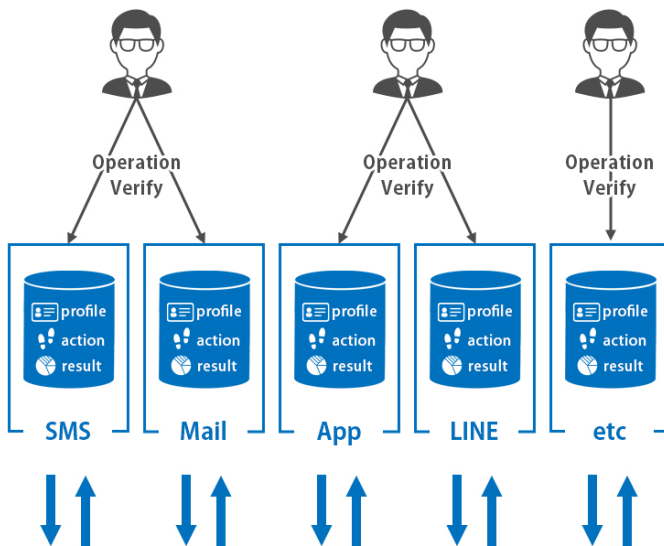 Operation
Verify
Operation
Verify
Operation
Verify
profile
action
result
SMS
profile
action
result
Mail
profile
action
result
App
profile
action
result
LINE
profile
action
result
etc